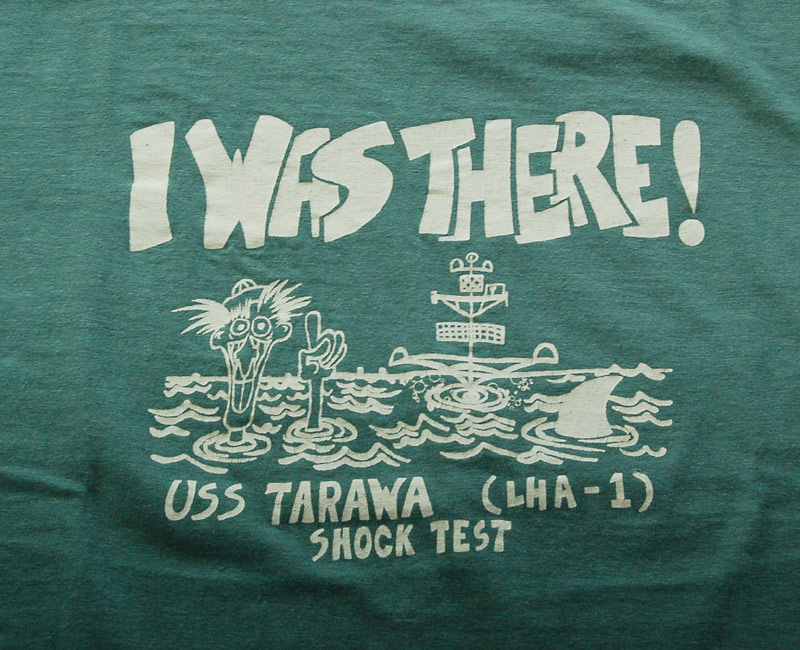 I WAS THERE!
USS TARAWA (LHA-1)
SHOCK TEST